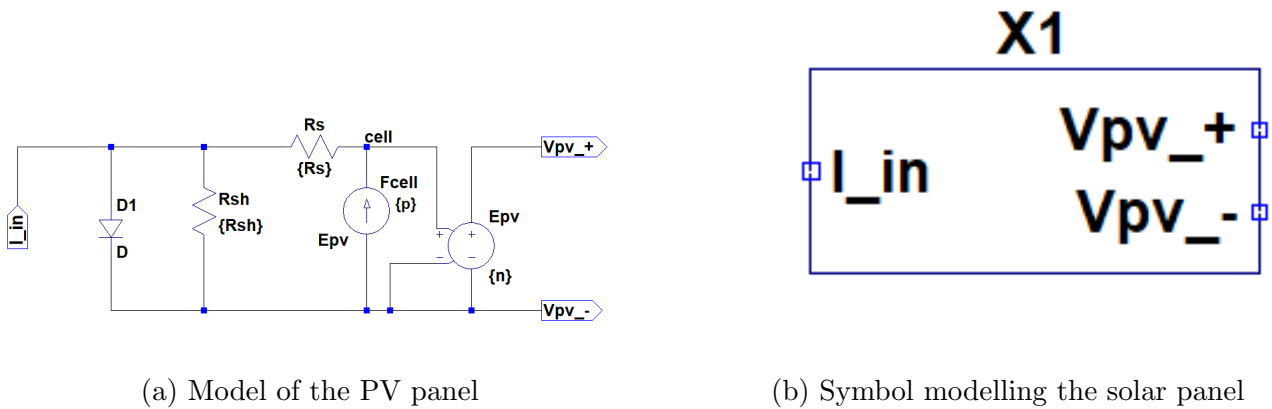 I_in
D1
D
Rsh
{Rsh}
Rs
{Rs}
cell
Fcell
{p}
Epv
Epv
{n}
Vpv_+
Vpv_-
(a) Model of the PV panel
X1
I_in
Vpv_+
Vpv_-
(b) Symbol modelling the solar panel